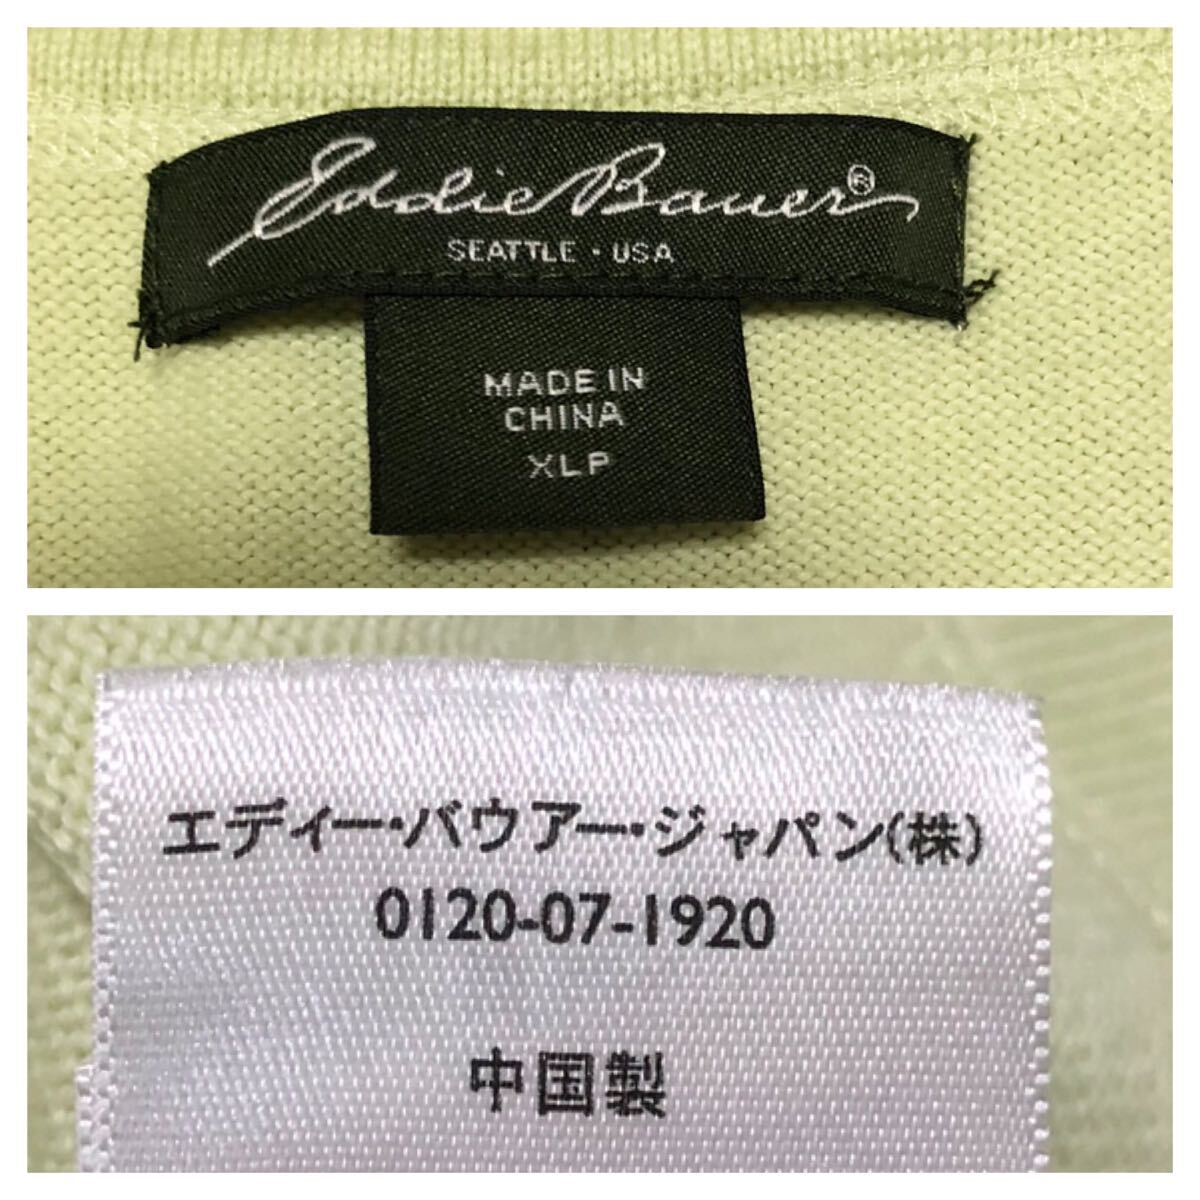 Eddie Bauer®
SEATTLE · USA
MADE IN
CHINA
XLP
エディー・バウアー・ジャパン(株)
0120-07-1920
中国製